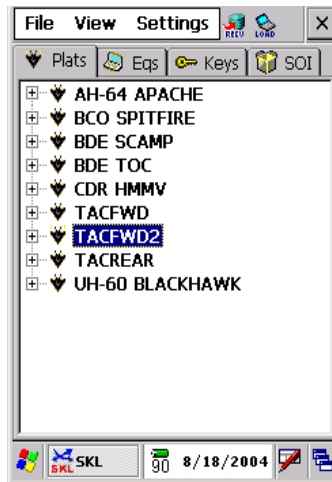 File View Settings RECV LOAD X
Plats Eqs Keys SOI
AH-64 APACHE
BCO SPITFIRE
BDE SCAMP
BDE TOC
CDR HMMV
TACFWD
TACFWD2
TACREAR
UH-60 BLACKHAWK
SKL SKL 90 8/18/2004